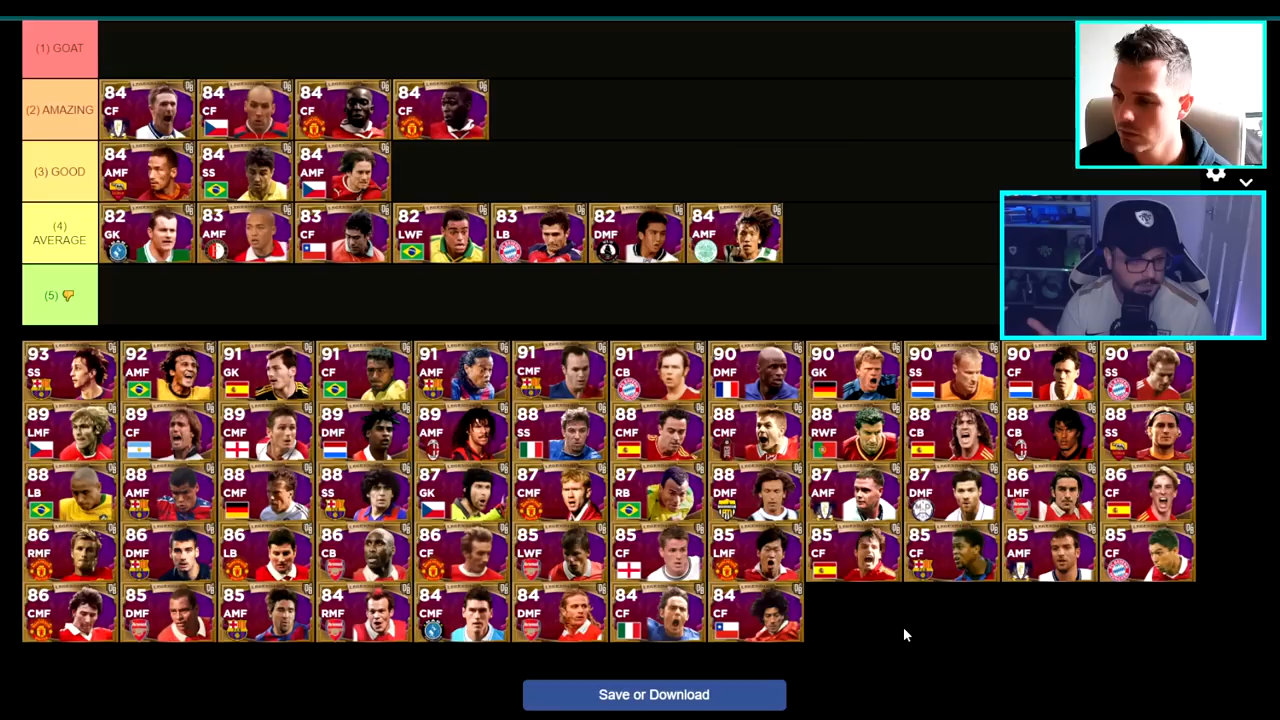 (1) GOAT
(2) AMAZING
84 CF
84 CF
84 CF
84 CF
(3) GOOD
84 AMF
84 SS
84 AMF
(4) AVERAGE
82 GK
83 AMF
83 CF
82 LWF
83 LB
82 DMF
84 AMF
(5) 👎
93 SS
92 AMF
91 GK
91 CF
91 AMF
91 CMF
91 CB
90 DMF
90 GK
90 SS
90 CF
90 SS
89 LMF
89 CF
89 CMF
89 DMF
89 AMF
88 SS
88 CMF
88 CMF
88 RWF
88 CB
88 CB
88 SS
88 LB
88 AMF
88 CMF
88 SS
87 GK
87 CMF
87 RB
88 DMF
87 AMF
87 DMF
86 LMF
86 CF
86 RMF
86 DMF
86 LB
86 CB
86 CF
85 LWF
85 CF
85 LMF
85 CF
85 CF
85 AMF
85 CF
86 CMF
85 DMF
85 AMF
84 RMF
84 CMF
84 DMF
84 CF
84 CF
Save or Download